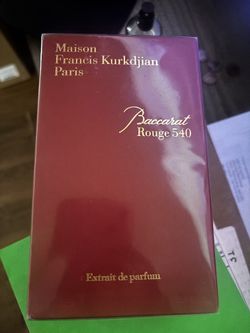 Maison
Francis Kurkdjian
Paris
Baccarat
Rouge 540
Extrait de parfum